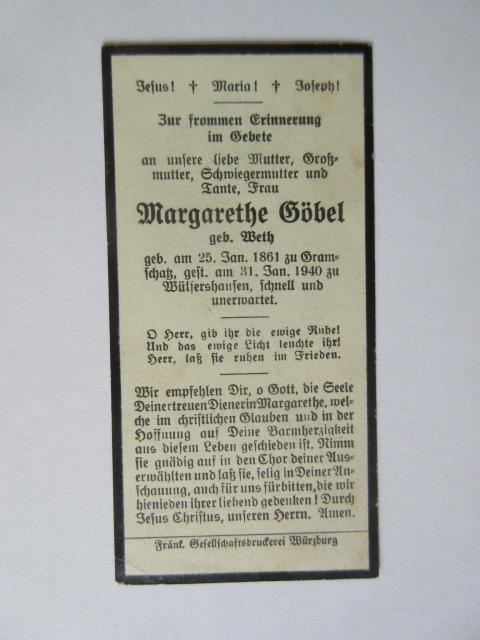 Jesus! † Maria! † Joseph!
Zur frommen Erinnerung
im Gebete
an unsere liebe Mutter, Groß-
mutter, Schwiegermutter und
Tante, Frau
Margarethe Göbel
geb. Weth
geb. am 25. Jan. 1861 zu Gram-
schatz, gest. am 31. Jan. 1940 zu
Wülfershausen, schnell und
unerwartet.
O Herr, gib ihr die ewige Ruhe!
Und das ewige Licht leuchte ihr!
Herr, laß sie ruhen im Frieden.
Wir empfehlen Dir, o Gott, die Seele
Deiner treuen Dienerin Margarethe, wel-
che im christlichen Glauben und in der
Hoffnung auf Deine Barmherzigkeit
aus diesem Leben geschieden ist. Nimm
sie gnädig auf in den Chor deiner Aus-
erwählten und laß sie, selig in Deiner An-
schauung, auch für uns fürbitten, die wir
hienieden ihrer liebend gedenken! Durch
Jesus Christus, unseren Herrn. Amen.
Fränk. Gesellschaftsdruckerei Würzburg